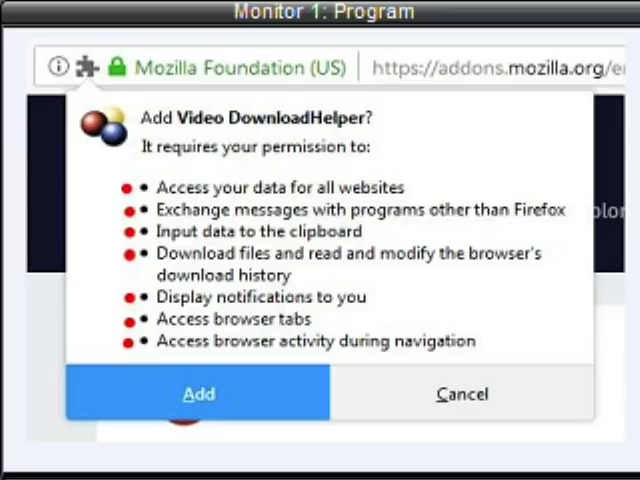 Monitor 1: Program
Mozilla Foundation (US)
https://addons.mozilla.org/e
Add Video DownloadHelper?
It requires your permission to:
• Access your data for all websites
• Exchange messages with programs other than Firefox
• Input data to the clipboard
• Download files and read and modify the browser's
download history
• Display notifications to you
• Access browser tabs
• Access browser activity during navigation
Add
Cancel